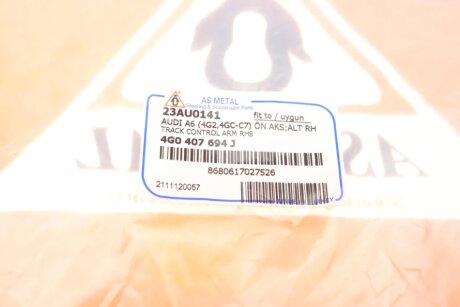 AS METAL
Steering & Suspension Parts
23AU0141 fit to / uygun
AUDI A6 (4G2,4GC-C7) ÖN AKS;ALT RH
TRACK CONTROL ARM RHS
4G0 407 694 J
8680617027526
2111120057